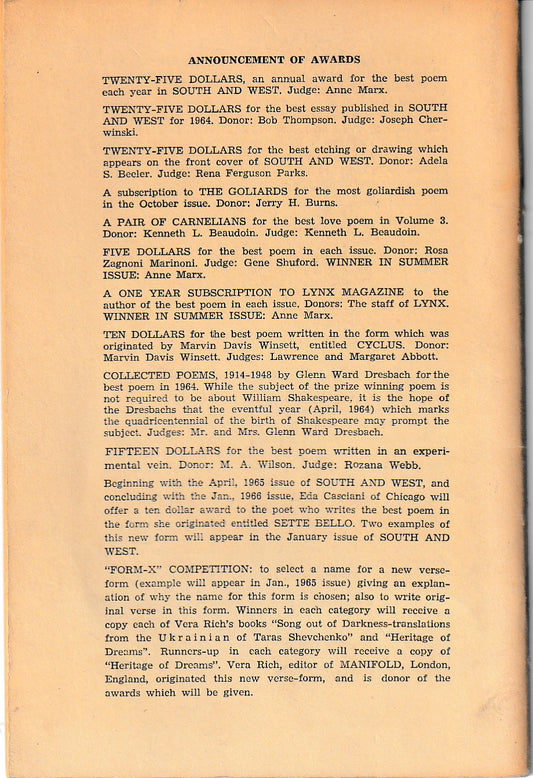 ANNOUNCEMENT OF AWARDS
TWENTY-FIVE DOLLARS, an annual award for the best poem
each year in SOUTH AND WEST. Judge: Anne Marx.
TWENTY-FIVE DOLLARS for the best essay published in SOUTH
AND WEST for 1964. Donor: Bob Thompson. Judge: Joseph Cher-
winski.
TWENTY-FIVE DOLLARS for the best etching or drawing which
appears on the front cover of SOUTH AND WEST. Donor: Adela
S. Beeler. Judge: Rena Ferguson Parks.
A subscription to THE GOLIARDS for the most goliardish poem
in the October issue. Donor: Jerry H. Burns.
A PAIR OF CARNELIANS for the best love poem in Volume 3.
Donor: Kenneth L. Beaudoin. Judge: Kenneth L. Beaudoin.
FIVE DOLLARS for the best poem in each issue. Donor: Rosa
Zagnoni Marinoni. Judge: Gene Shuford. WINNER IN SUMMER
ISSUE: Anne Marx.
A ONE YEAR SUBSCRIPTION TO LYNX MAGAZINE to the
author of the best poem in each issue. Donors: The staff of LYNX.
WINNER IN SUMMER ISSUE: Anne Marx.
TEN DOLLARS for the best poem written in the form which was
originated by Marvin Davis Winsett, entitled CYCLUS. Donor:
Marvin Davis Winsett. Judges: Lawrence and Margaret Abbott.
COLLECTED POEMS, 1914-1948 by Glenn Ward Dresbach for the
best poem in 1964. While the subject of the prize winning poem is
not required to be about William Shakespeare, it is the hope of
the Dresbachs that the eventful year (April, 1964) which marks
the quadricentennial of the birth of Shakespeare may prompt the
subject. Judges: Mr. and Mrs. Glenn Ward Dresbach.
FIFTEEN DOLLARS for the best poem written in an experi-
mental vein. Donor: M. A. Wilson. Judge: Rozana Webb.
Beginning with the April, 1965 issue of SOUTH AND WEST, and
concluding with the Jan., 1966 issue, Eda Casciani of Chicago will
offer a ten dollar award to the poet who writes the best poem in
the form she originated entitled SETTE BELLO. Two examples of
this new form will appear in the January issue of SOUTH AND
WEST.
"FORM-X" COMPETITION: to select a name for a new verse-
form (example will appear in Jan., 1965 issue) giving an explan-
ation of why the name for this form is chosen; also to write orig-
inal verse in this form. Winners in each category will receive a
copy each of Vera Rich's books "Song out of Darkness-translations
from the Ukrainian of Taras Shevchenko" and "Heritage of
Dreams". Runners-up in each category will receive a copy of
"Heritage of Dreams". Vera Rich, editor of MANIFOLD, London,
England, originated this new verse-form, and is donor of the
awards which will be given.